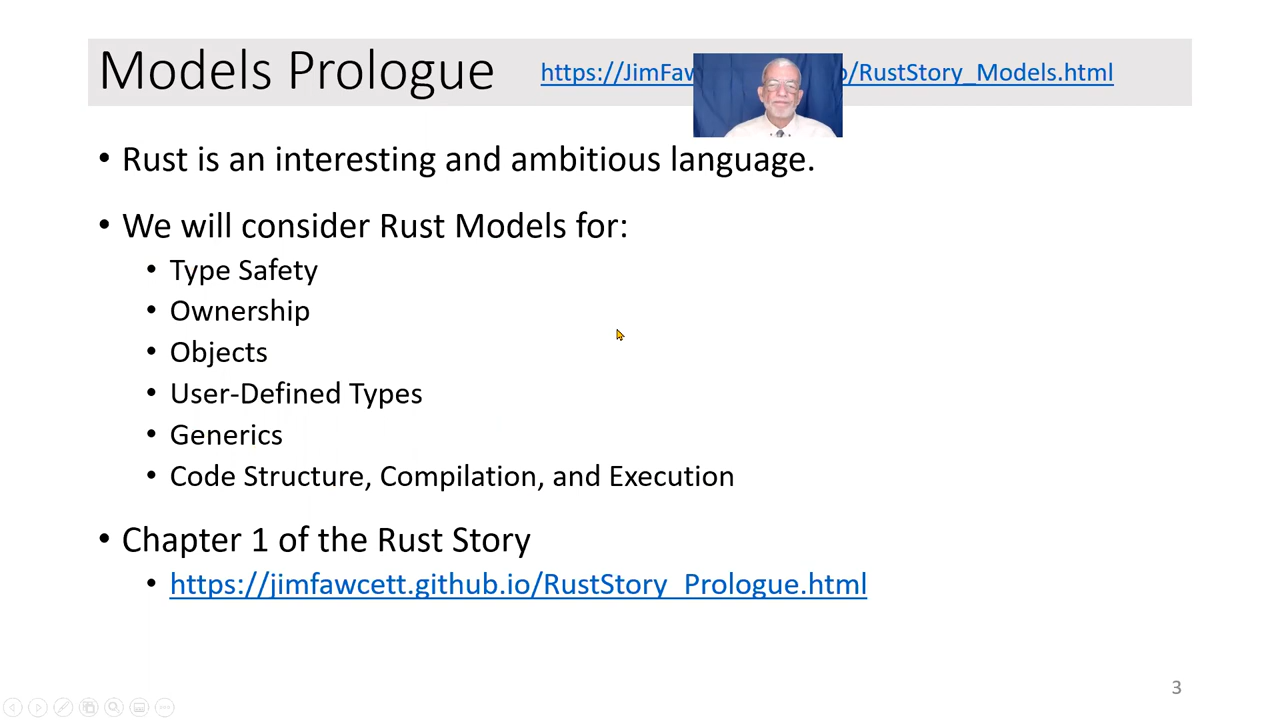 Models Prologue https://JimFaw o/RustStory_Models.html
• Rust is an interesting and ambitious language.
• We will consider Rust Models for:
• Type Safety
• Ownership
• Objects
• User-Defined Types
• Generics
• Code Structure, Compilation, and Execution
• Chapter 1 of the Rust Story
• https://jimfawcett.github.io/RustStory_Prologue.html
3